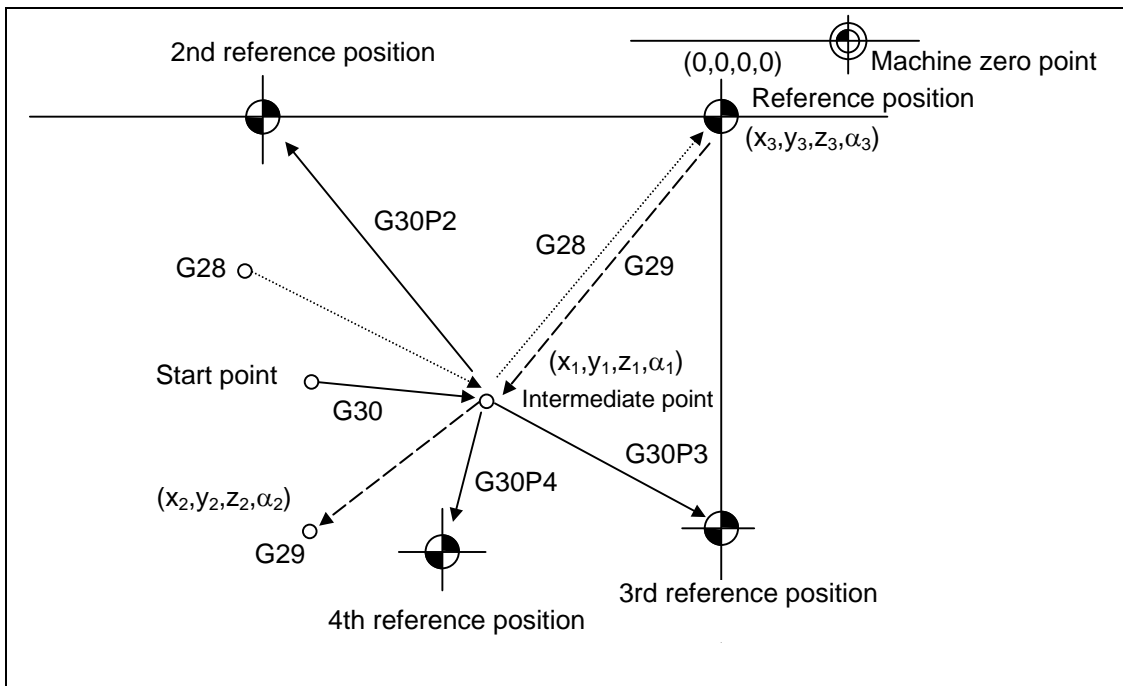 2nd reference position
(0,0,0,0)
Machine zero point
Reference position
(x₃,y₃,z₃,α₃)
G30P2
G28
G28
G29
Start point
(x₁,y₁,z₁,α₁)
Intermediate point
G30
G30P3
G30P4
(x₂,y₂,z₂,α₂)
G29
3rd reference position
4th reference position